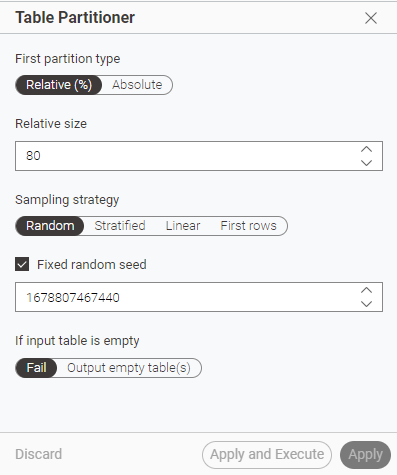 Table Partitioner
First partition type
Relative (%) Absolute
Relative size
80
Sampling strategy
Random Stratified Linear First rows
Fixed random seed
1678807467440
If input table is empty
Fail Output empty table(s)
Discard Apply and Execute Apply